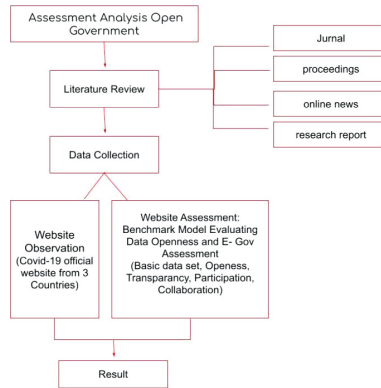 Assessment Analysis Open
Government
Literature Review
Jurnal
proceedings
online news
research report
Data Collection
Website
Observation
(Covid-19 official
website from 3
Countries)
Website Assessment:
Benchmark Model Evaluating
Data Openness and E- Gov
Assessment
(Basic data set, Openess,
Transparancy, Participation,
Collaboration)
Result